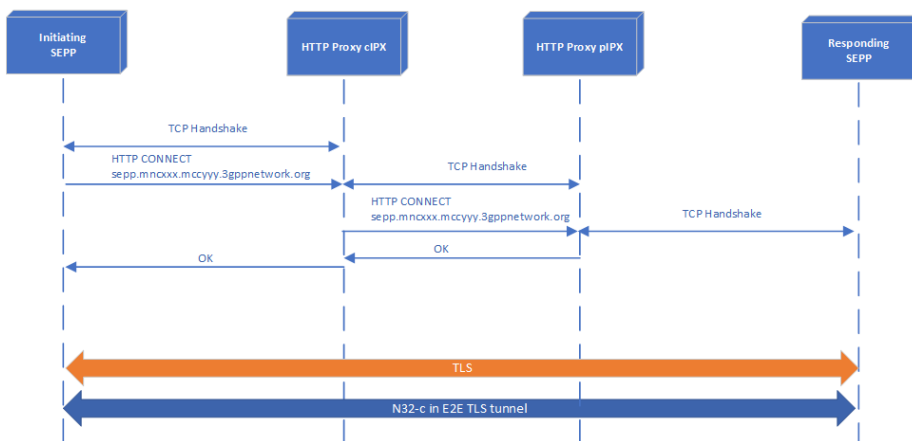 Initiating
SEPP
HTTP Proxy cIPX
HTTP Proxy pIPX
Responding
SEPP
TCP Handshake
HTTP CONNECT
sepp.mncxxx.mccyyy.3gppnetwork.org
TCP Handshake
HTTP CONNECT
sepp.mncxxx.mccyyy.3gppnetwork.org
TCP Handshake
OK
OK
TLS
N32-c in E2E TLS tunnel